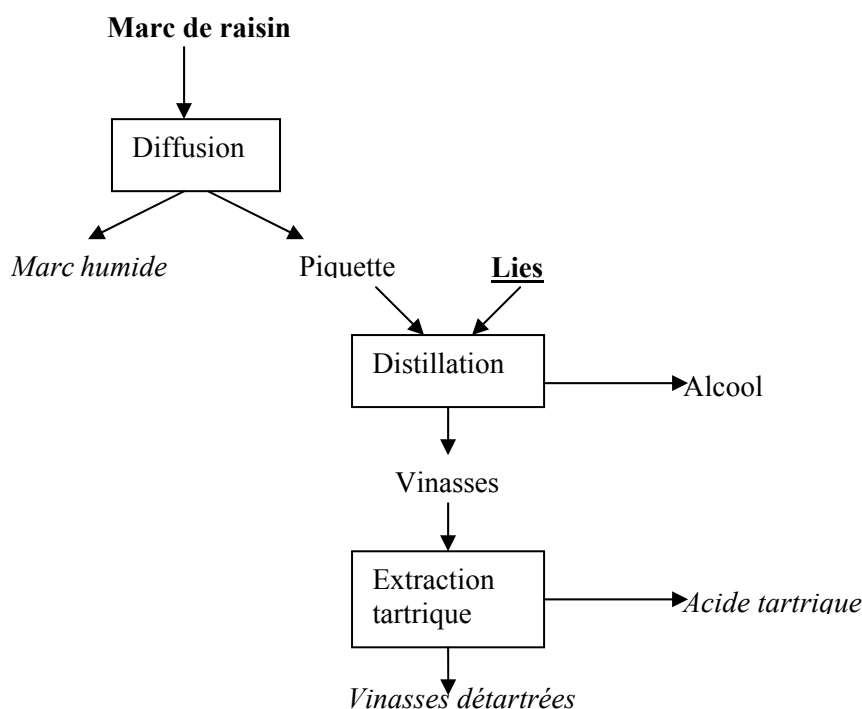 Marc de raisin
Diffusion
Marc humide
Piquette
Lies
Distillation
Alcool
Vinasses
Extraction
tartrique
Acide tartrique
Vinasses détartrées